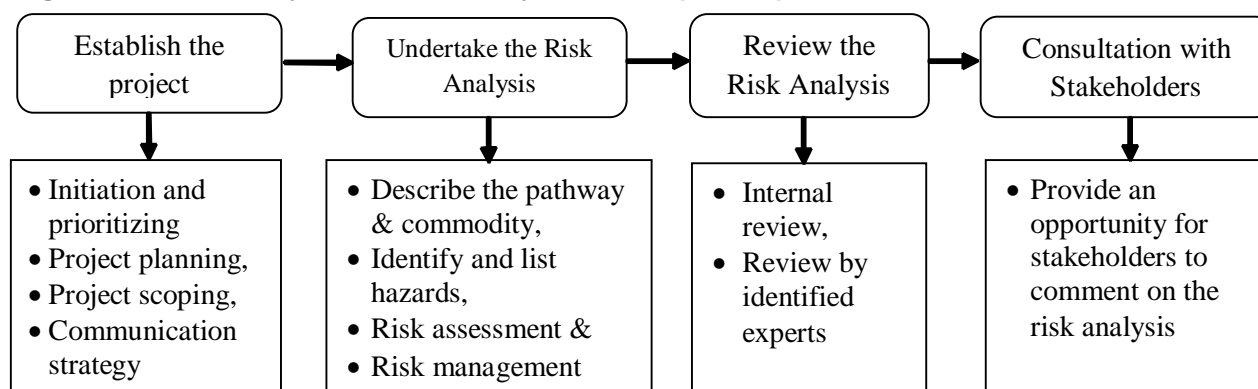 Establish the
project
Undertake the Risk
Analysis
Review the
Risk Analysis
Consultation with
Stakeholders
• Initiation and
prioritizing
• Project planning,
• Project scoping,
• Communication
strategy
• Describe the pathway
& commodity,
• Identify and list
hazards,
• Risk assessment &
• Risk management
• Internal
review,
• Review by
identified
experts
• Provide an
opportunity for
stakeholders to
comment on the
risk analysis